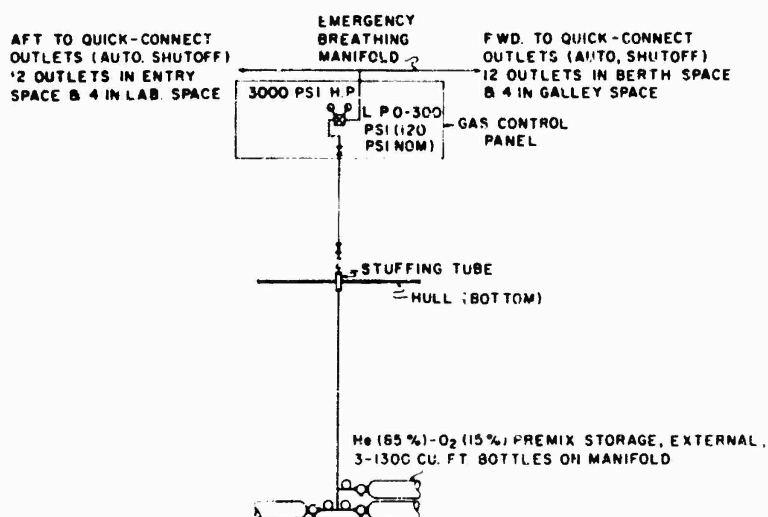 AFT TO QUICK-CONNECT
OUTLETS (AUTO. SHUTOFF)
12 OUTLETS IN ENTRY
SPACE & 4 IN LAB. SPACE
EMERGENCY
BREATHING
MANIFOLD
FWD. TO QUICK-CONNECT
OUTLETS (AUTO, SHUTOFF)
12 OUTLETS IN BERTH SPACE
& 4 IN GALLEY SPACE
3000 PSI H.P
L P 0-300
PSI (120
PSI NOM)
GAS CONTROL
PANEL
STUFFING TUBE
HULL (BOTTOM)
He (85%)-O2 (15%) PREMIX STORAGE, EXTERNAL,
3-1300 CU. FT. BOTTLES ON MANIFOLD